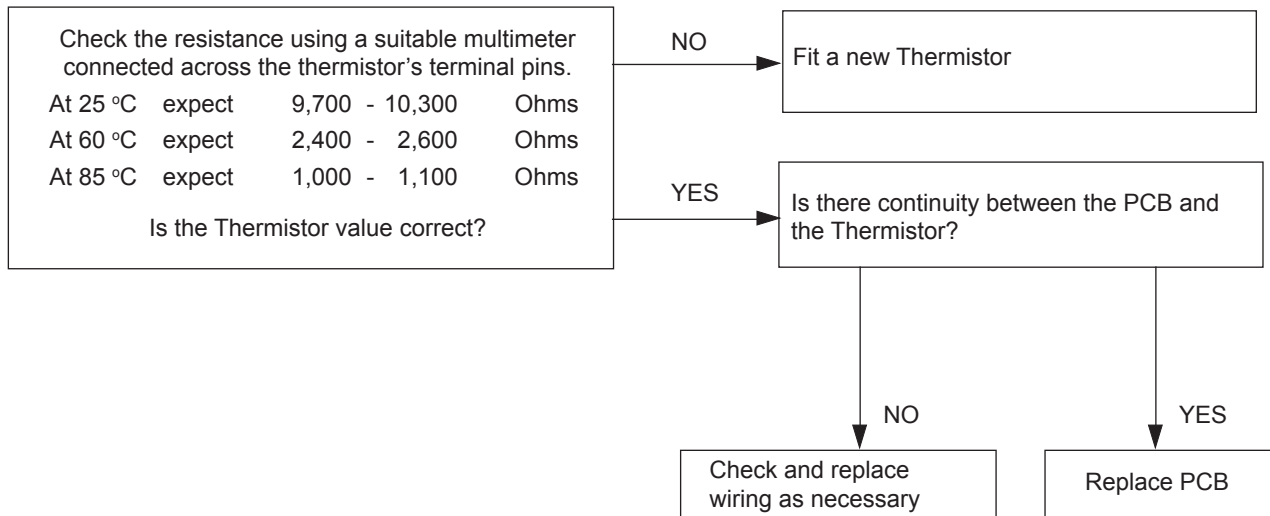 Check the resistance using a suitable multimeter
connected across the thermistor’s terminal pins.
At 25 ºC expect 9,700 - 10,300 Ohms
At 60 ºC expect 2,400 - 2,600 Ohms
At 85 ºC expect 1,000 - 1,100 Ohms
Is the Thermistor value correct?
NO
Fit a new Thermistor
YES
Is there continuity between the PCB and
the Thermistor?
NO
Check and replace
wiring as necessary
YES
Replace PCB